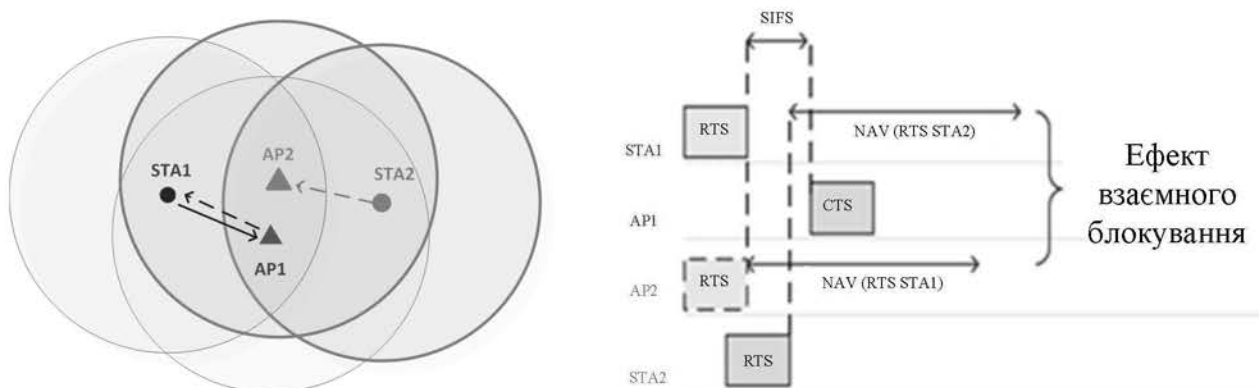 STA1
AP2
STA2
AP1
SIFS
RTS
NAV (RTS STA2)
STA1
CTS
AP1
RTS
NAV (RTS STA1)
AP2
RTS
STA2
Ефект
взаємного
блокування